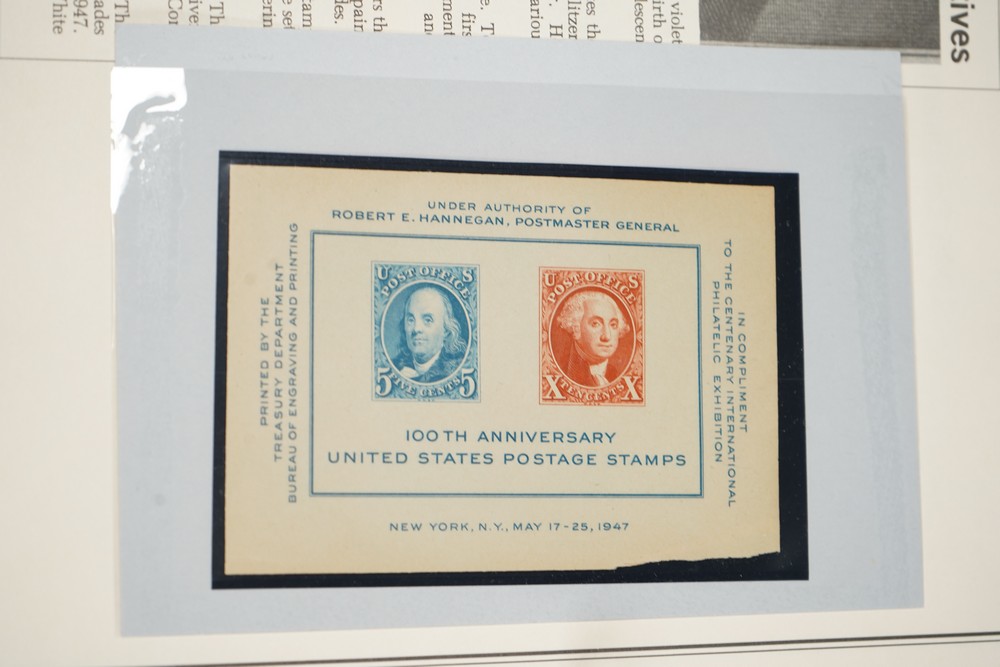 UNDER AUTHORITY OF
ROBERT E. HANNEGAN, POSTMASTER GENERAL
PRINTED BY THE
TREASURY DEPARTMENT
BUREAU OF ENGRAVING AND PRINTING
U S
POST OFFICE
5 5
FIVE CENTS
U S
POST OFFICE
X X
TEN CENTS
100TH ANNIVERSARY
UNITED STATES POSTAGE STAMPS
IN COMPLIMENT
TO THE CENTENARY INTERNATIONAL
PHILATELIC EXHIBITION
NEW YORK, N.Y., MAY 17-25, 1947
violet
1947.